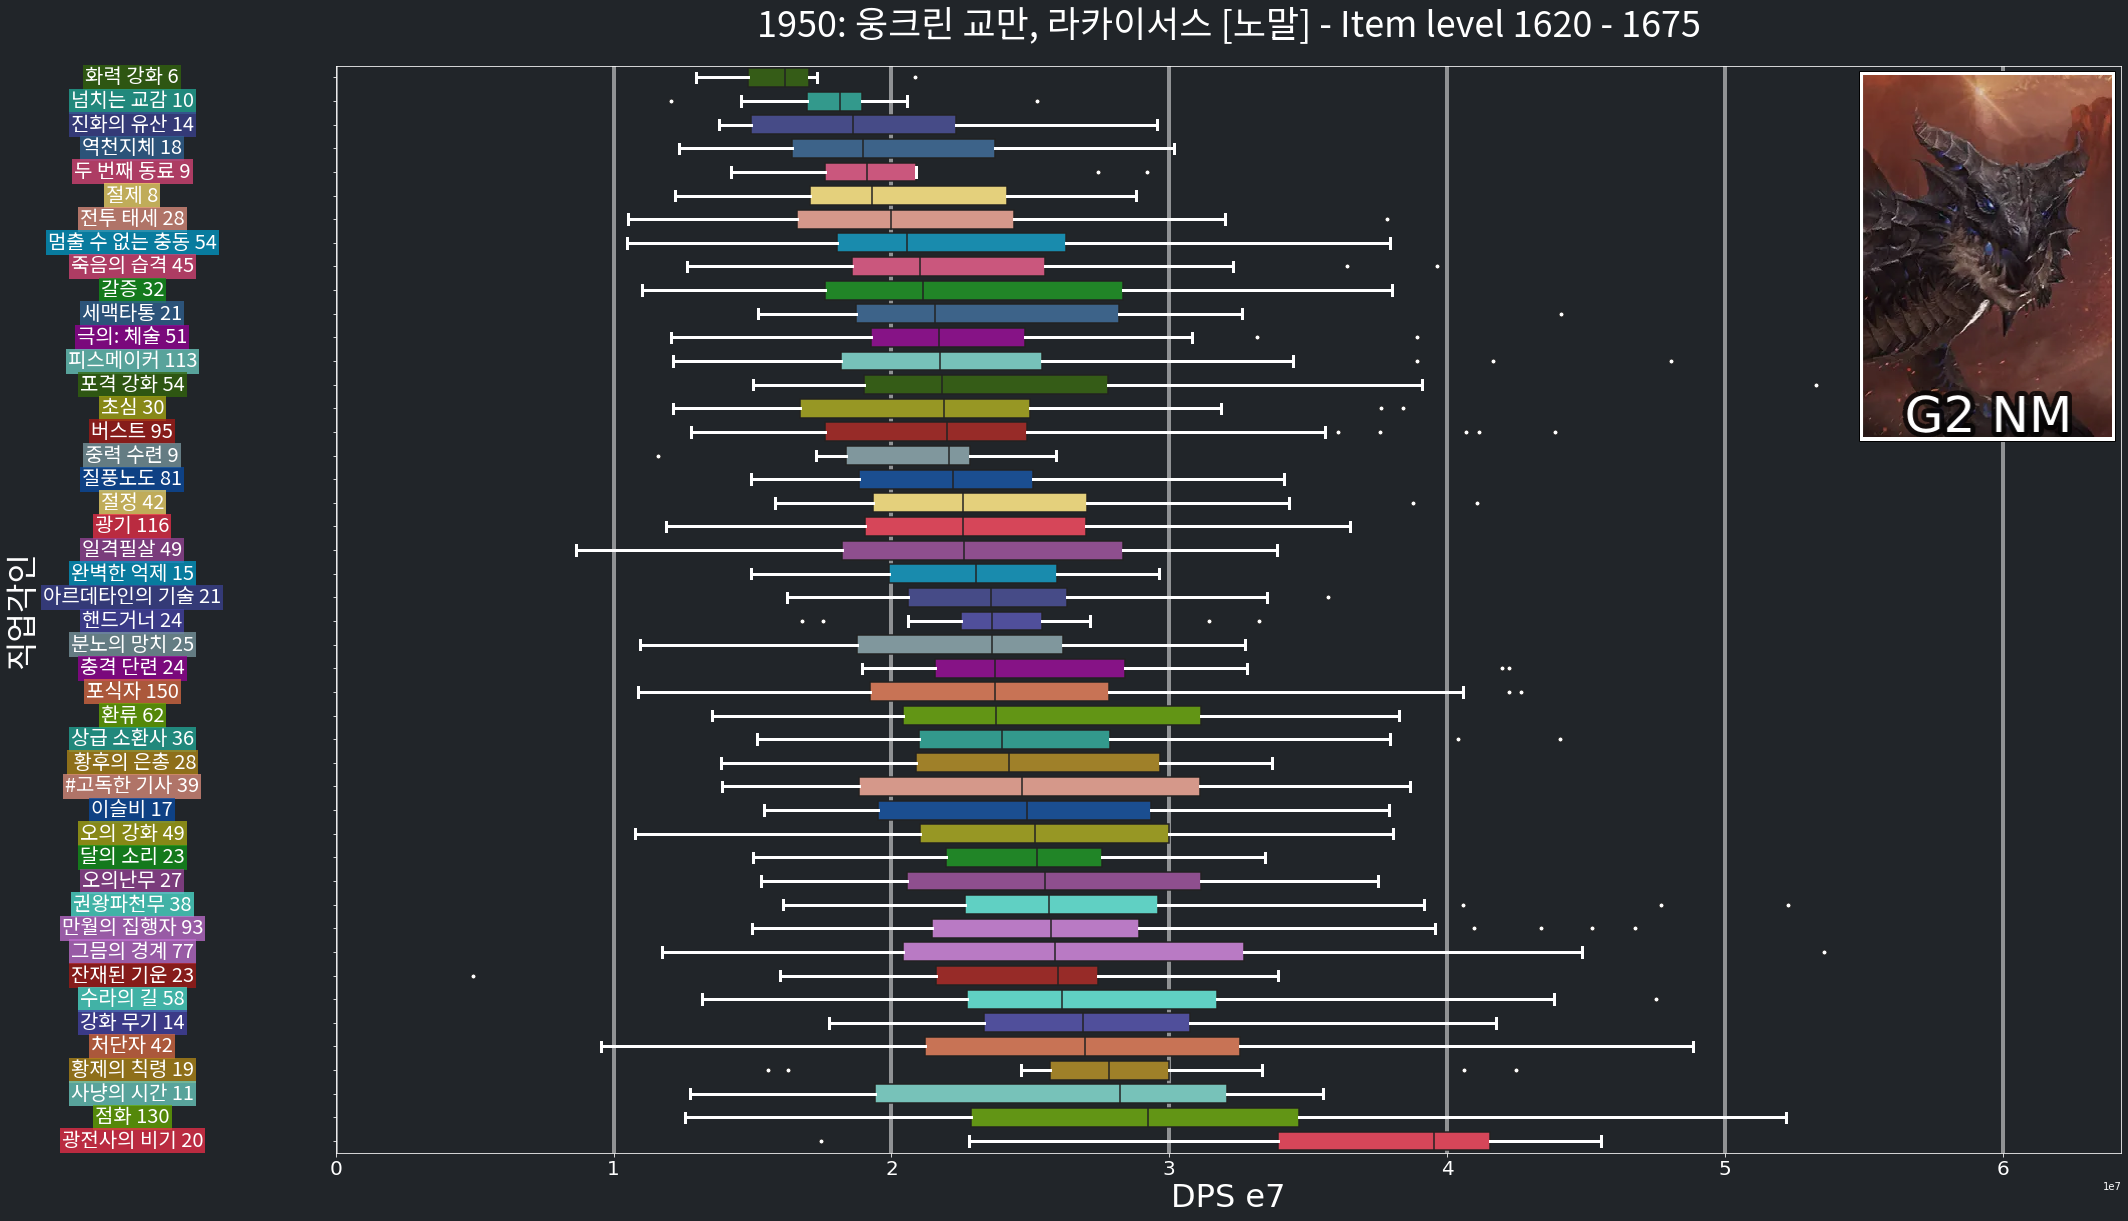 1950: 웅크린 교만, 라카이서스 [노말] - Item level 1620 - 1675
화력 강화 6
넘치는 교감 10
진화의 유산 14
역천지체 18
두 번째 동료 9
절제 8
전투 태세 28
멈출 수 없는 충동 54
죽음의 습격 45
갈증 32
세맥타통 21
극의: 체술 51
피스메이커 113
포격 강화 54
초심 30
버스트 95
중력 수련 9
질풍노도 81
절정 42
광기 116
일격필살 49
완벽한 억제 15
아르데타인의 기술 21
핸드거너 24
분노의 망치 25
충격 단련 24
포식자 150
환류 62
상급 소환사 36
황후의 은총 28
#고독한 기사 39
이슬비 17
오의 강화 49
달의 소리 23
오의난무 27
권왕파천무 38
만월의 집행자 93
그믐의 경계 77
잔재된 기운 23
수라의 길 58
강화 무기 14
처단자 42
황제의 칙령 19
사냥의 시간 11
점화 130
광전사의 비기 20
직업각인
G2 NM
0 1 2 3 4 5 6
DPS e7
1e7